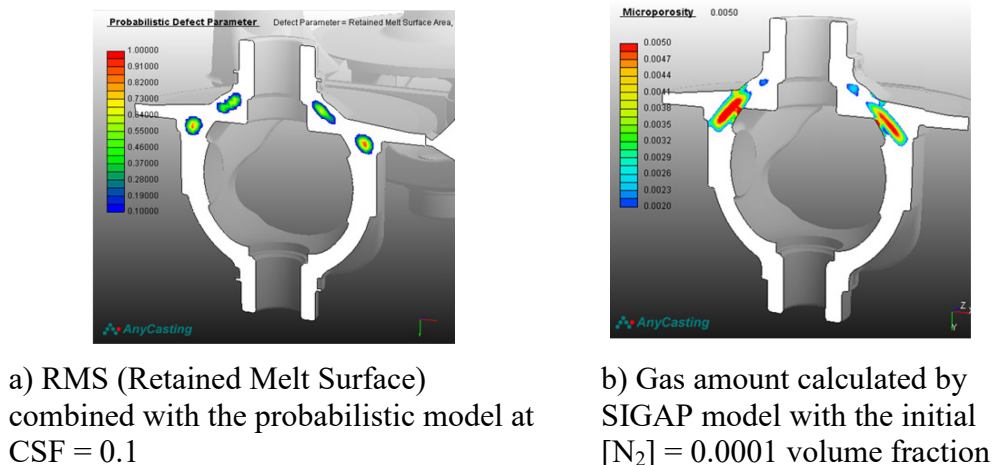 Probabilistic Defect Parameter Defect Parameter = Retained Melt Surface Area,
1.00000
0.91000
0.82000
0.73000
0.64000
0.55000
0.46000
0.37000
0.28000
0.19000
0.10000
AnyCasting
a) RMS (Retained Melt Surface)
combined with the probabilistic model at
CSF = 0.1
Microporosity 0.0050
0.0050
0.0047
0.0044
0.0041
0.0038
0.0035
0.0032
0.0029
0.0026
0.0023
0.0020
AnyCasting
Z
Y
b) Gas amount calculated by
SIGAP model with the initial
[N₂] = 0.0001 volume fraction